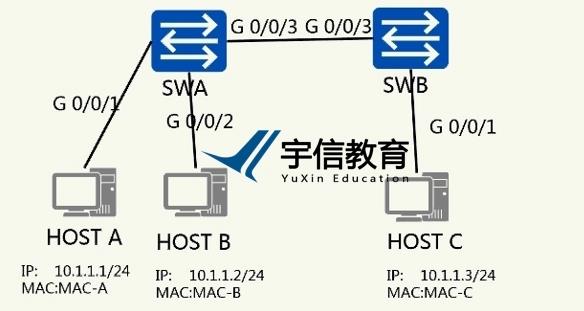 G 0/0/3 G 0/0/3
SWA
SWB
G 0/0/1
G 0/0/2
G 0/0/1
宇信教育
YuXin Education
HOST A
HOST B
HOST C
IP: 10.1.1.1/24
MAC:MAC-A
IP: 10.1.1.2/24
MAC:MAC-B
IP: 10.1.1.3/24
MAC:MAC-C